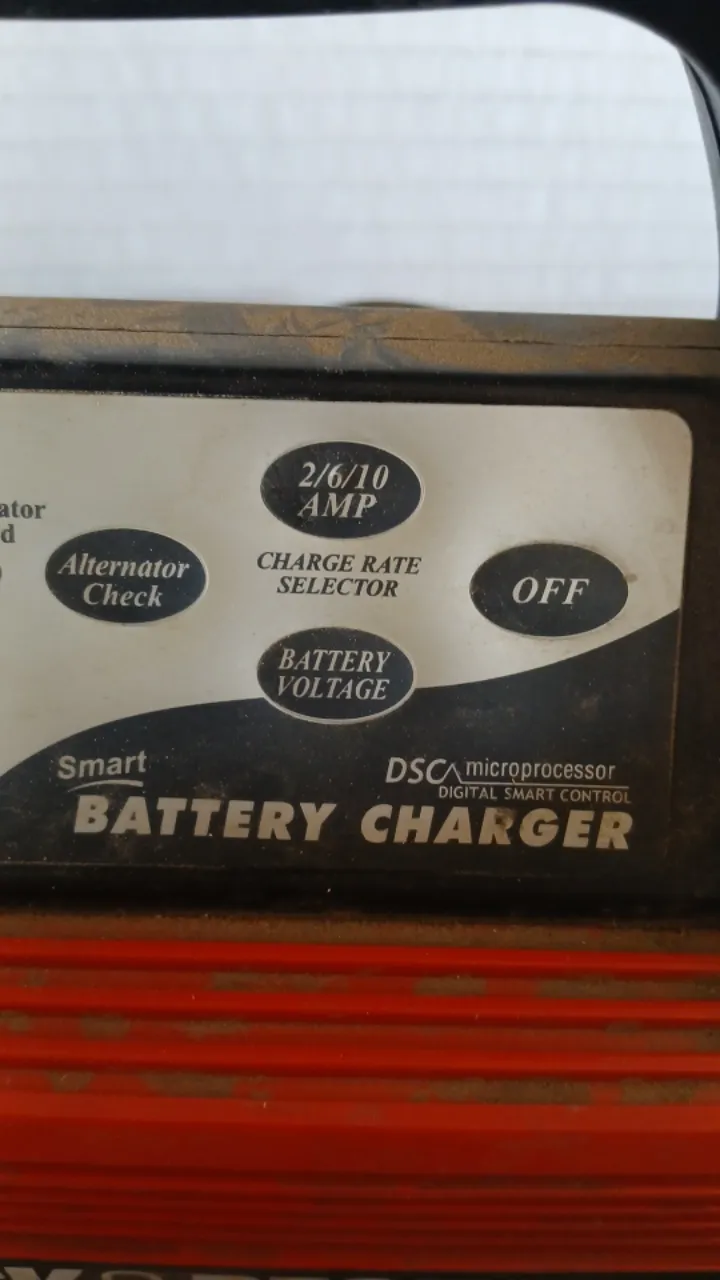 2/6/10
AMP
ator
d
Alternator
Check
CHARGE RATE
SELECTOR
OFF
BATTERY
VOLTAGE
Smart
DSC microprocessor
DIGITAL SMART CONTROL
BATTERY CHARGER